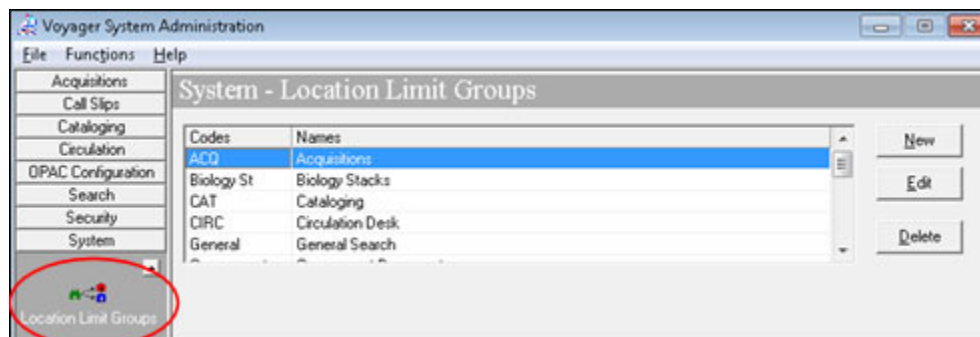 Voyager System Administration
File Functions Help
Acquisitions
Call Slips
Cataloging
Circulation
OPAC Configuration
Search
Security
System
Location Limit Groups
System - Location Limit Groups
Codes Names
ACQ Acquisitions
Biology St Biology Stacks
CAT Cataloging
CIRC Circulation Desk
General General Search
New
Edit
Delete